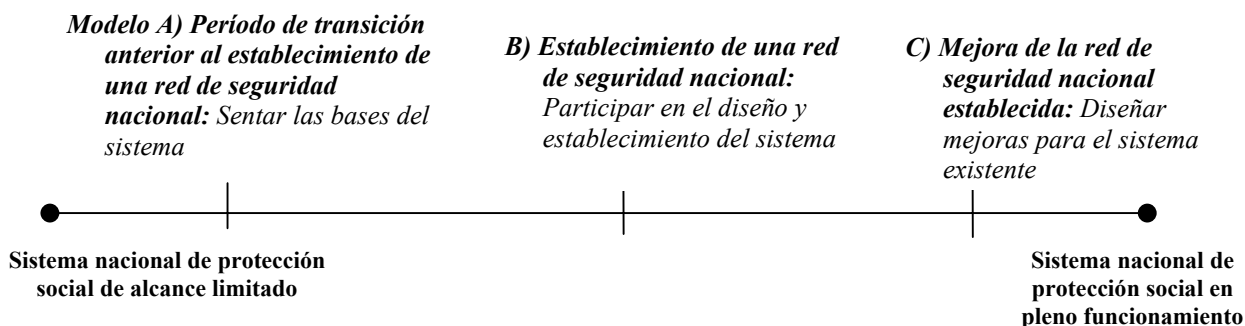 Modelo A) Período de transición
anterior al establecimiento de
una red de seguridad
nacional: Sentar las bases del
sistema
B) Establecimiento de una red
de seguridad nacional:
Participar en el diseño y
establecimiento del sistema
C) Mejora de la red de
seguridad nacional
establecida: Diseñar
mejoras para el sistema
existente
Sistema nacional de protección
social de alcance limitado
Sistema nacional de
protección social en
pleno funcionamiento